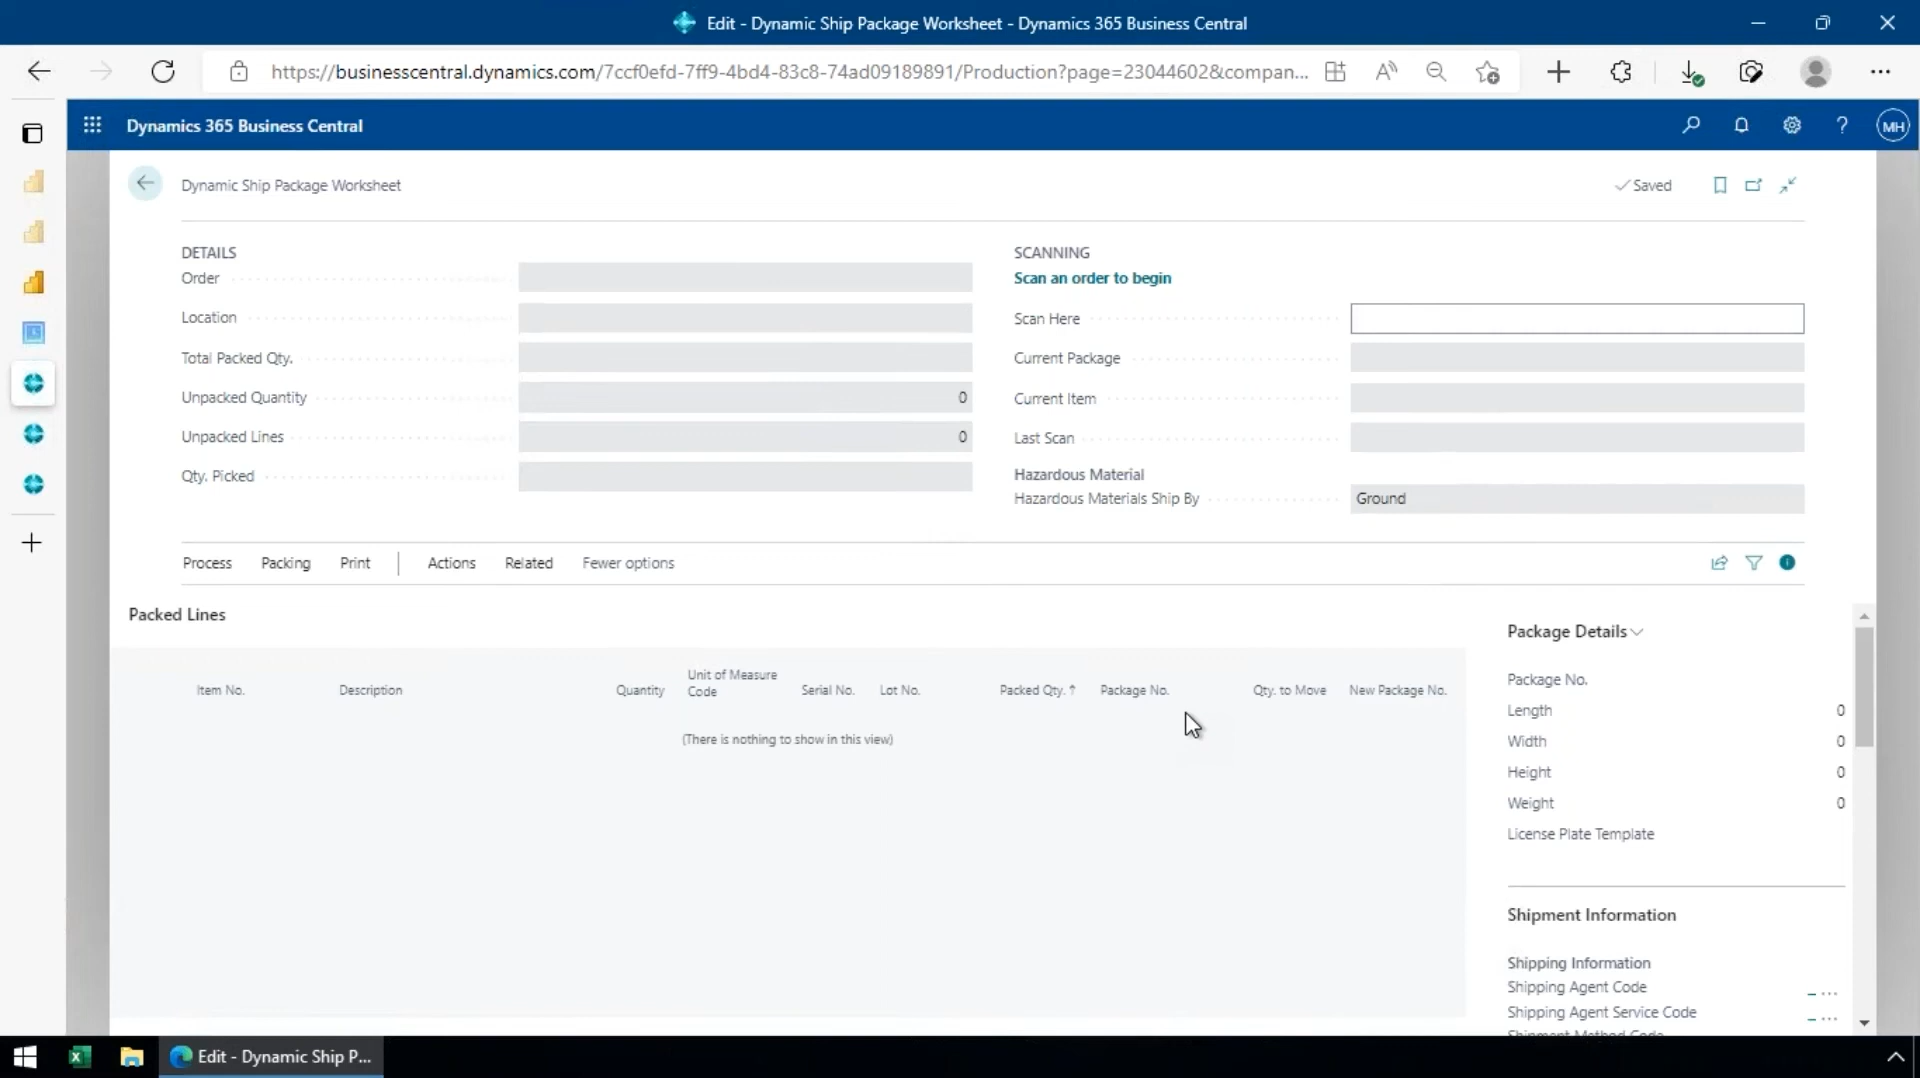 Edit - Dynamic Ship Package Worksheet - Dynamics 365 Business Central
https://businesscentral.dynamics.com/7ccf0efd-7ff9-4bd4-83c8-74ad09189891/Production?page=23044602&compan...
Dynamics 365 Business Central
MH
Dynamic Ship Package Worksheet
Saved
DETAILS
Order
Location
Total Packed Qty.
Unpacked Quantity 0
Unpacked Lines 0
Qty. Picked
SCANNING
Scan an order to begin
Scan Here
Current Package
Current Item
Last Scan
Hazardous Material
Hazardous Materials Ship By Ground
Process Packing Print Actions Related Fewer options
Packed Lines
Item No. Description Quantity Unit of Measure Code Serial No. Lot No. Packed Qty. ↑ Package No. Qty. to Move New Package No.
(There is nothing to show in this view)
Package Details
Package No.
Length 0
Width 0
Height 0
Weight 0
License Plate Template
Shipment Information
Shipping Information
Shipping Agent Code
Shipping Agent Service Code
Shipment Method Code
Edit - Dynamic Ship P...